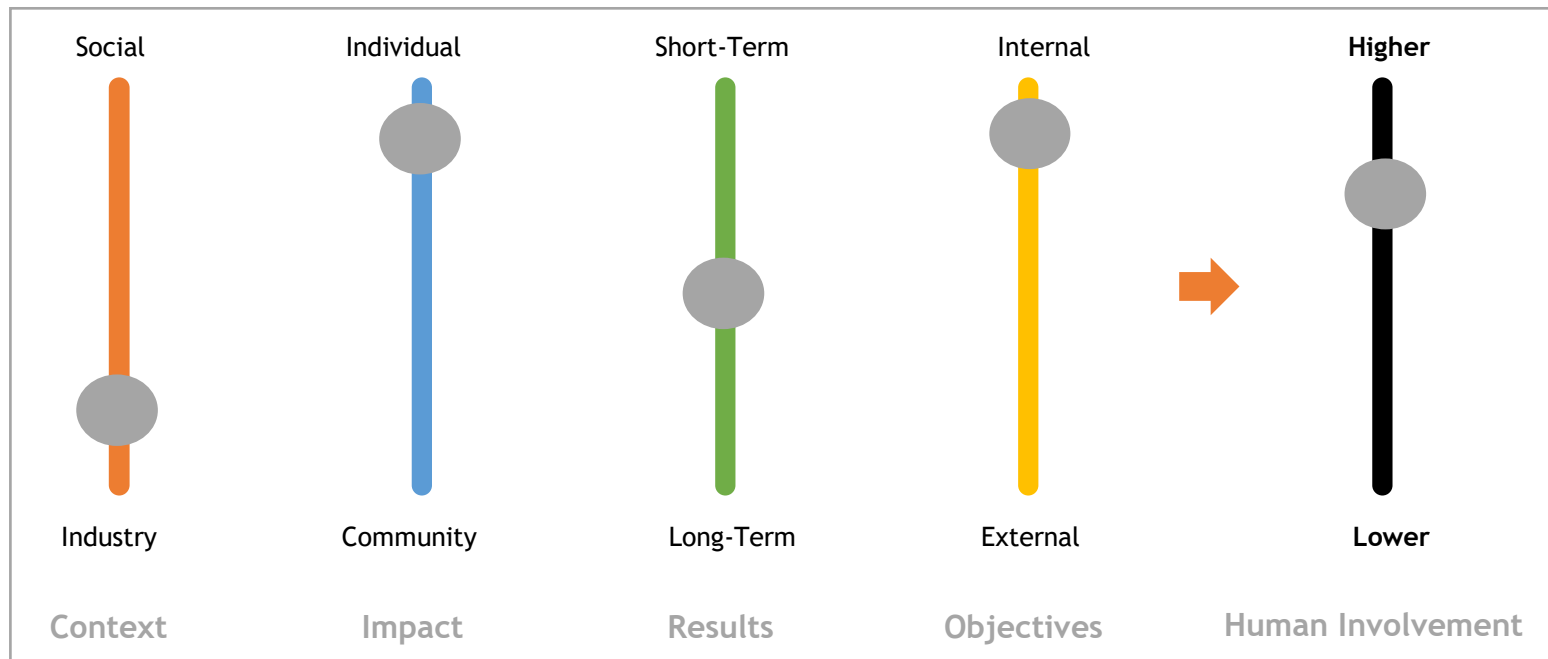 Social
Individual
Short-Term
Internal
Higher
Industry
Community
Long-Term
External
Lower
Context
Impact
Results
Objectives
Human Involvement